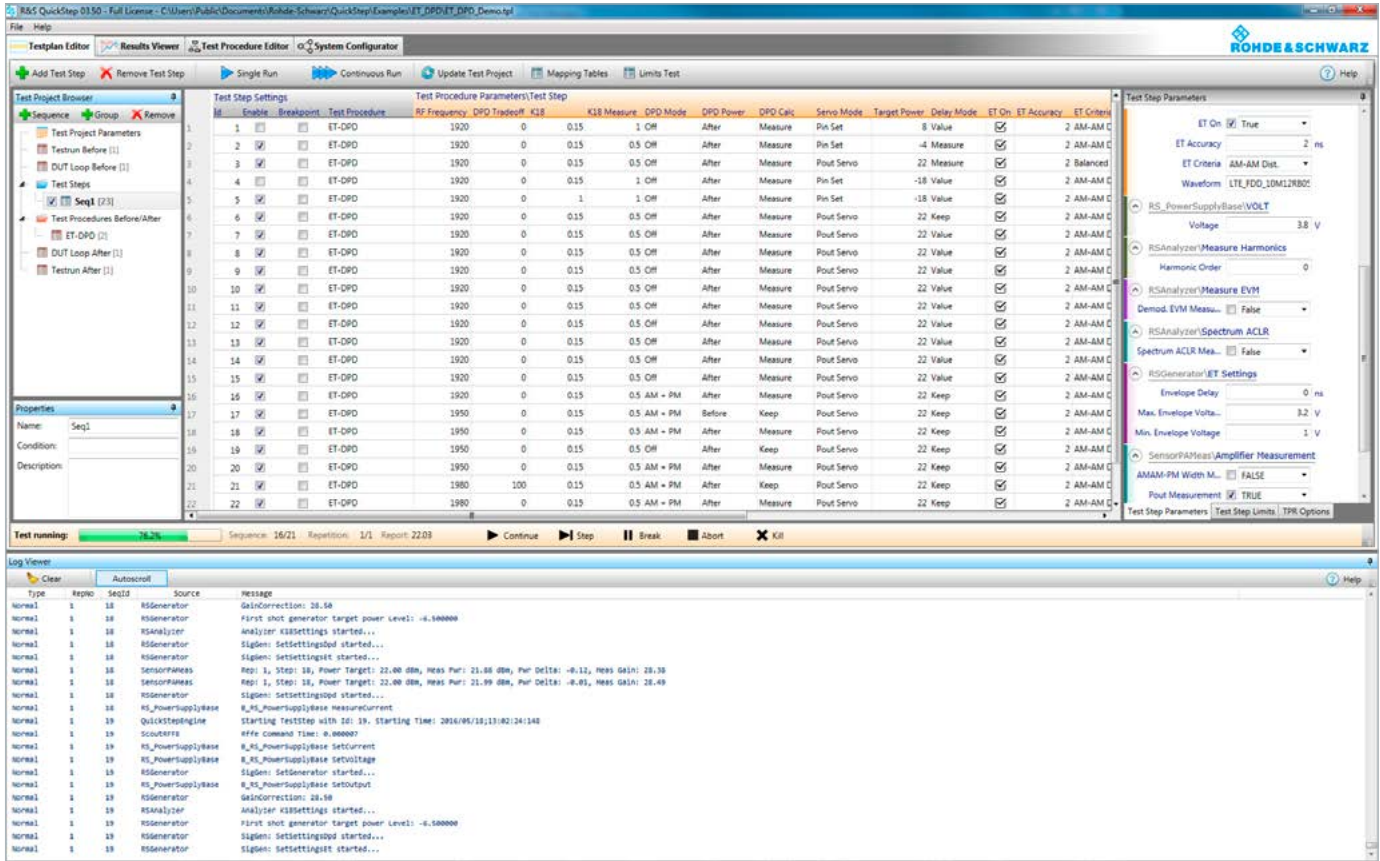 R&S QuickStep 03.50 - Full License - C:\Users\Public\Documents\Rohde-Schwarz\QuickStep\Examples\ET_DPD\ET_DPD_Demo.tpl
File Help
Testplan Editor Results Viewer Test Procedure Editor System Configurator
ROHDE & SCHWARZ
Add Test Step Remove Test Step Single Run Continuous Run Update Test Project Mapping Tables Limits Test Help
Test Project Browser
Sequence Group Remove
Test Project Parameters
Testrun Before [1]
DUT Loop Before [1]
Test Steps
Seq1 [23]
Test Procedures Before/After
ET-DPD [2]
DUT Loop After [1]
Testrun After [1]
Properties
Name: Seq1
Condition:
Description:
Test Step Settings Test Procedure Parameters\Test Step
Id Enable Breakpoint Test Procedure RF Frequency DPD Tradeoff K18 K18 Measure DPD Mode DPD Power DPD Calc Servo Mode Target Power Delay Mode ET On ET Accuracy ET Criteria
1 1 ET-DPD 1920 0 0.15 1 Off After Measure Pin Set 8 Value 2 AM-AM D
2 2 ET-DPD 1920 0 0.15 0.5 Off After Measure Pin Set -4 Measure 2 AM-AM D
3 3 ET-DPD 1920 0 0.15 0.5 Off After Measure Pout Servo 22 Measure 2 Balanced
4 4 ET-DPD 1920 0 0.15 1 Off After Measure Pin Set -18 Value 2 AM-AM D
5 5 ET-DPD 1920 0 1 1 Off After Measure Pin Set -18 Value 2 AM-AM D
6 6 ET-DPD 1920 0 0.15 0.5 Off After Measure Pout Servo 22 Keep 2 AM-AM D
7 7 ET-DPD 1920 0 0.15 0.5 Off After Measure Pout Servo 22 Value 2 AM-AM D
8 8 ET-DPD 1920 0 0.15 0.5 Off After Measure Pout Servo 22 Value 2 AM-AM D
9 9 ET-DPD 1920 0 0.15 0.5 Off After Measure Pout Servo 22 Value 2 AM-AM D
10 10 ET-DPD 1920 0 0.15 0.5 Off After Measure Pout Servo 22 Value 2 AM-AM D
11 11 ET-DPD 1920 0 0.15 0.5 Off After Measure Pout Servo 22 Value 2 AM-AM D
12 12 ET-DPD 1920 0 0.15 0.5 Off After Measure Pout Servo 22 Value 2 AM-AM D
13 13 ET-DPD 1920 0 0.15 0.5 Off After Measure Pout Servo 22 Value 2 AM-AM D
14 14 ET-DPD 1920 0 0.15 0.5 Off After Measure Pout Servo 22 Value 2 AM-AM D
15 15 ET-DPD 1920 0 0.15 0.5 Off After Measure Pout Servo 22 Value 2 AM-AM D
16 16 ET-DPD 1920 0 0.15 0.5 AM + PM After Measure Pout Servo 22 Keep 2 AM-AM D
17 17 ET-DPD 1950 0 0.15 0.5 AM + PM Before Keep Pout Servo 22 Keep 2 AM-AM D
18 18 ET-DPD 1950 0 0.15 0.5 AM + PM After Measure Pout Servo 22 Keep 2 AM-AM D
19 19 ET-DPD 1950 0 0.15 0.5 Off After Keep Pout Servo 22 Keep 2 AM-AM D
20 20 ET-DPD 1950 0 0.15 0.5 AM + PM After Measure Pout Servo 22 Keep 2 AM-AM D
21 21 ET-DPD 1980 100 0.15 0.5 AM + PM After Keep Pout Servo 22 Keep 2 AM-AM D
22 22 ET-DPD 1980 0 0.15 0.5 AM + PM After Measure Pout Servo 22 Keep 2 AM-AM D
Test Step Parameters
ET On True
ET Accuracy 2 ns
ET Criteria AM-AM Dist.
Waveform LTE_FDD_10M12RB05
RS_PowerSupplyBase\VOLT
Voltage 3.8 V
RSAnalyzer\Measure Harmonics
Harmonic Order 0
RSAnalyzer\Measure EVM
Demod. EVM Measu... False
RSAnalyzer\Spectrum ACLR
Spectrum ACLR Mea... False
RSGenerator\ET Settings
Envelope Delay 0 ns
Max. Envelope Volta... 3.2 V
Min. Envelope Voltage 1 V
SensorPAMeas\Amplifier Measurement
AMAM-PM Width M... FALSE
Pout Measurement TRUE
Test Step Parameters Test Step Limits TPR Options
Test running: 76.2% Sequence: 16/21 Repetition: 1/1 Report: 22.03 Continue Step Break Abort Kill
Log Viewer
Clear Autoscroll Help
Type RepNo SeqId Source Message
Normal 1 18 RSGenerator GainCorrection: 28.50
Normal 1 18 RSGenerator First shot generator target power Level: -6.500000
Normal 1 18 RSAnalyzer Analyzer K18Settings started...
Normal 1 18 RSGenerator SigGen: SetSettingsDpd started...
Normal 1 18 RSGenerator SigGen: SetSettingsEt started...
Normal 1 18 SensorPAMeas Rep: 1, Step: 18, Power Target: 22.00 dBm, Meas Pwr: 21.88 dBm, Pwr Delta: -0.12, Meas Gain: 28.38
Normal 1 18 SensorPAMeas Rep: 1, Step: 18, Power Target: 22.00 dBm, Meas Pwr: 21.99 dBm, Pwr Delta: -0.01, Meas Gain: 28.49
Normal 1 18 RSGenerator SigGen: SetSettingsDpd started...
Normal 1 18 RS_PowerSupplyBase B_RS_PowerSupplyBase MeasureCurrent
Normal 1 19 QuickStepEngine Starting TestStep with Id: 19. Starting Time: 2016/05/18;13:02:24:148
Normal 1 19 ScoutRFFE Rffe Command Time: 0.000007
Normal 1 19 RS_PowerSupplyBase B_RS_PowerSupplyBase SetCurrent
Normal 1 19 RS_PowerSupplyBase B_RS_PowerSupplyBase SetVoltage
Normal 1 19 RSGenerator SigGen: SetGenerator started...
Normal 1 19 RS_PowerSupplyBase B_RS_PowerSupplyBase SetOutput
Normal 1 19 RSGenerator GainCorrection: 28.50
Normal 1 19 RSAnalyzer Analyzer K18Settings started...
Normal 1 19 RSGenerator First shot generator target power Level: -6.500000
Normal 1 19 RSGenerator SigGen: SetSettingsDpd started...
Normal 1 19 RSGenerator SigGen: SetSettingsEt started...